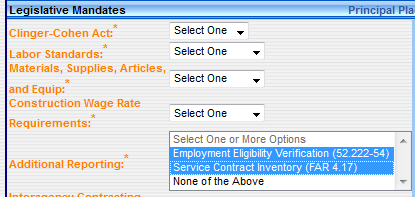 Legislative Mandates Principal Pla
Clinger-Cohen Act:* Select One
Labor Standards:* Select One
Materials, Supplies, Articles,
and Equip:* Select One
Construction Wage Rate
Requirements:* Select One
Select One or More Options
Employment Eligibility Verification (52.222-54)
Additional Reporting:* Service Contract Inventory (FAR 4.17)
None of the Above
Interagency Contracting